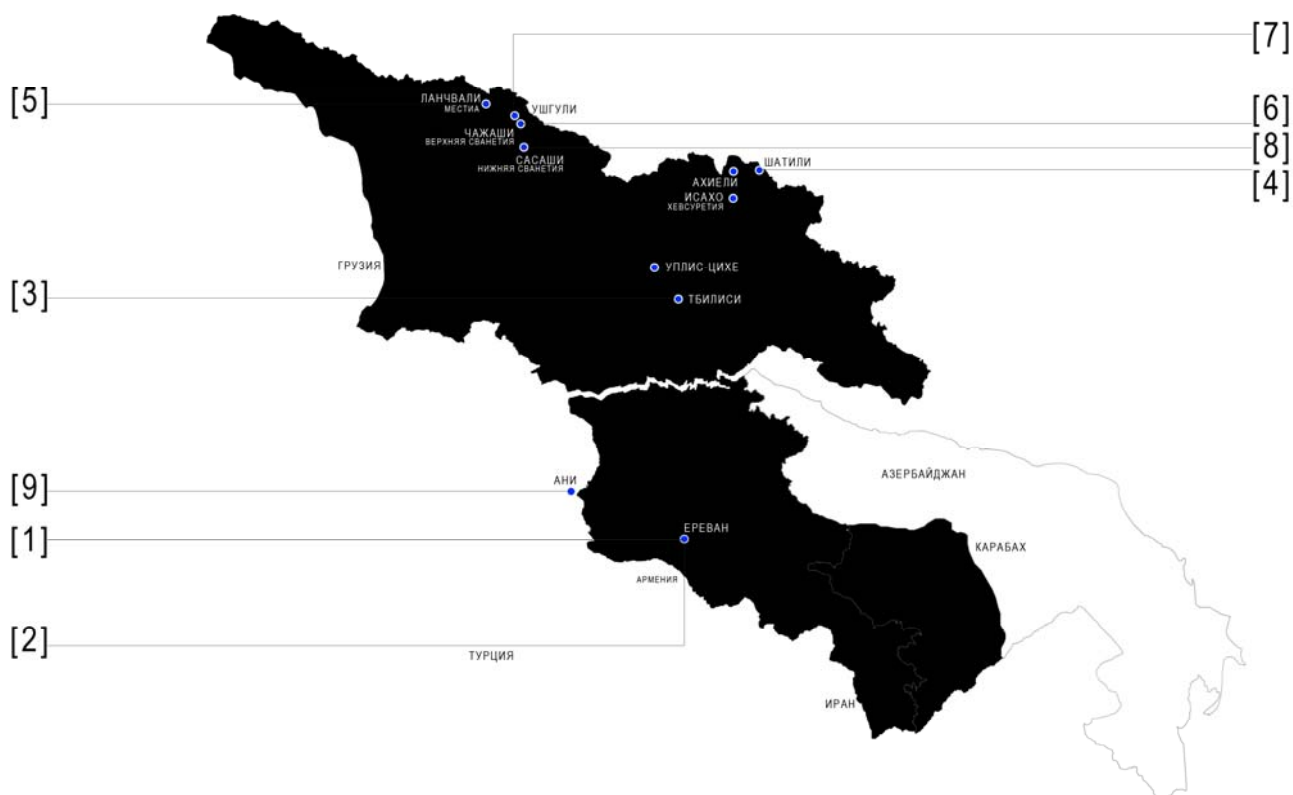 [7]
[5]
ЛАНЧВАЛИ
МЕСТИА
УШГУЛИ
[6]
ЧАЖАШИ
ВЕРХНЯЯ СВАНЕТИЯ
[8]
САСАШИ
НИЖНЯЯ СВАНЕТИЯ
ШАТИЛИ
[4]
АХИЕЛИ
ИСАХО
ХЕВСУРЕТИЯ
ГРУЗИЯ
УПЛИС-ЦИХЕ
[3]
ТБИЛИСИ
АЗЕРБАЙДЖАН
АНИ
[9]
ЕРЕВАН
[1]
КАРАБАХ
АРМЕНИЯ
[2]
ТУРЦИЯ
ИРАН